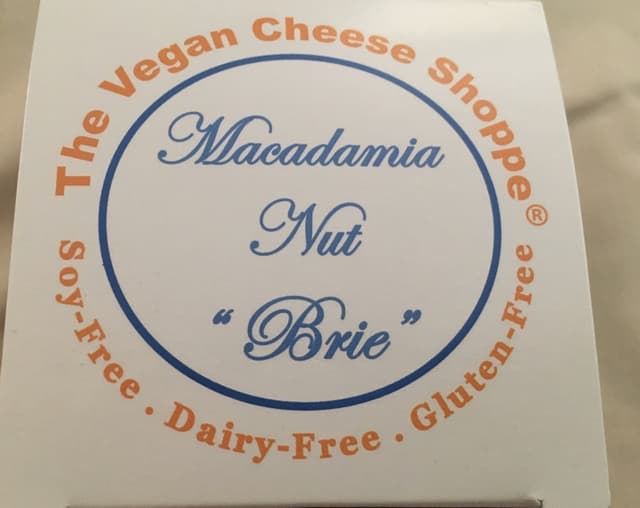 The Vegan Cheese Shoppe®
Macadamia
Nut
“Brie”
Soy-Free . Dairy-Free . Gluten-Free